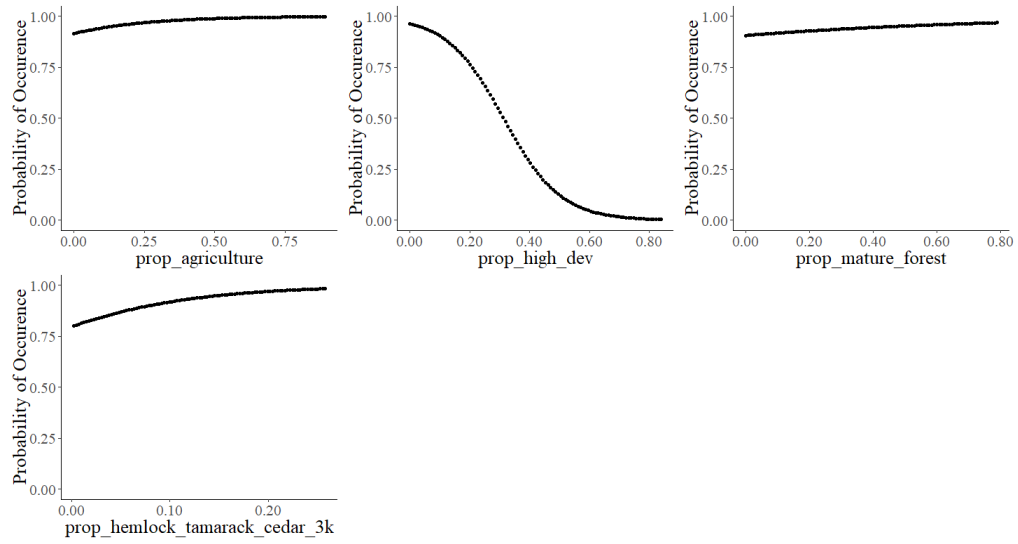 Probability of Occurence
1.00
0.75
0.50
0.25
0.00
0.00 0.25 0.50 0.75
prop_agriculture
Probability of Occurence
1.00
0.75
0.50
0.25
0.00
0.00 0.20 0.40 0.60 0.80
prop_high_dev
Probability of Occurence
1.00
0.75
0.50
0.25
0.00
0.00 0.20 0.40 0.60 0.80
prop_mature_forest
Probability of Occurence
1.00
0.75
0.50
0.25
0.00
0.00 0.10 0.20
prop_hemlock_tamarack_cedar_3k